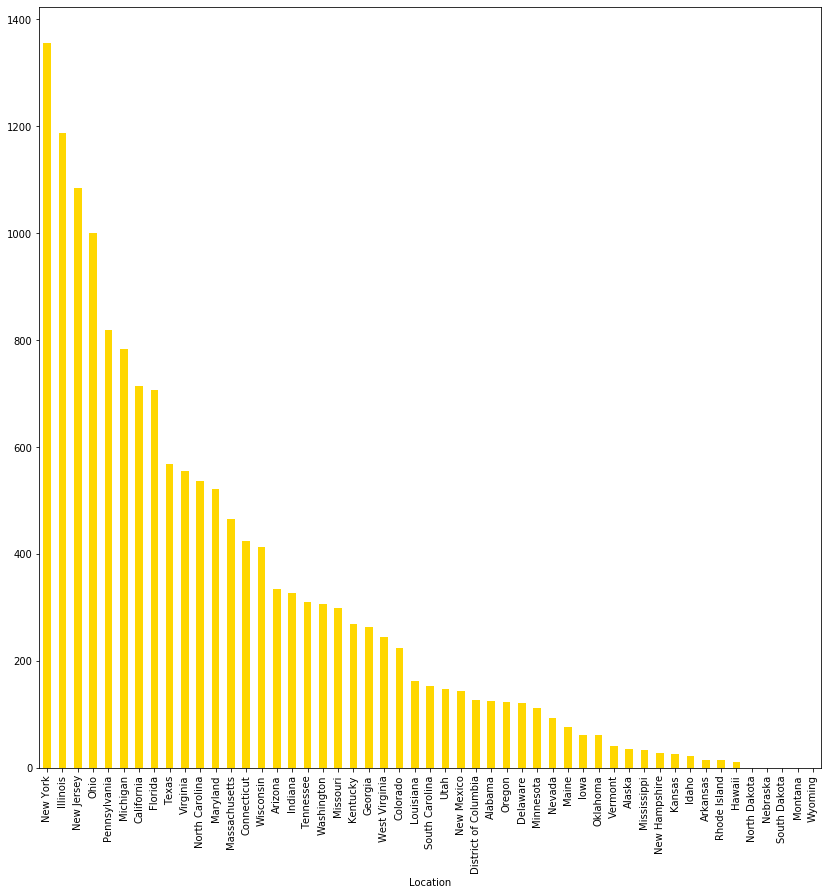 1400
1200
1000
800
600
400
200
0
New York
Illinois
New Jersey
Ohio
Pennsylvania
Michigan
California
Florida
Texas
Virginia
North Carolina
Maryland
Massachusetts
Connecticut
Wisconsin
Arizona
Indiana
Tennessee
Washington
Missouri
Kentucky
Georgia
West Virginia
Colorado
Louisiana
South Carolina
Utah
New Mexico
District of Columbia
Alabama
Oregon
Delaware
Minnesota
Nevada
Maine
Iowa
Oklahoma
Vermont
Alaska
Mississippi
New Hampshire
Kansas
Idaho
Arkansas
Rhode Island
Hawaii
North Dakota
Nebraska
South Dakota
Montana
Wyoming
Location